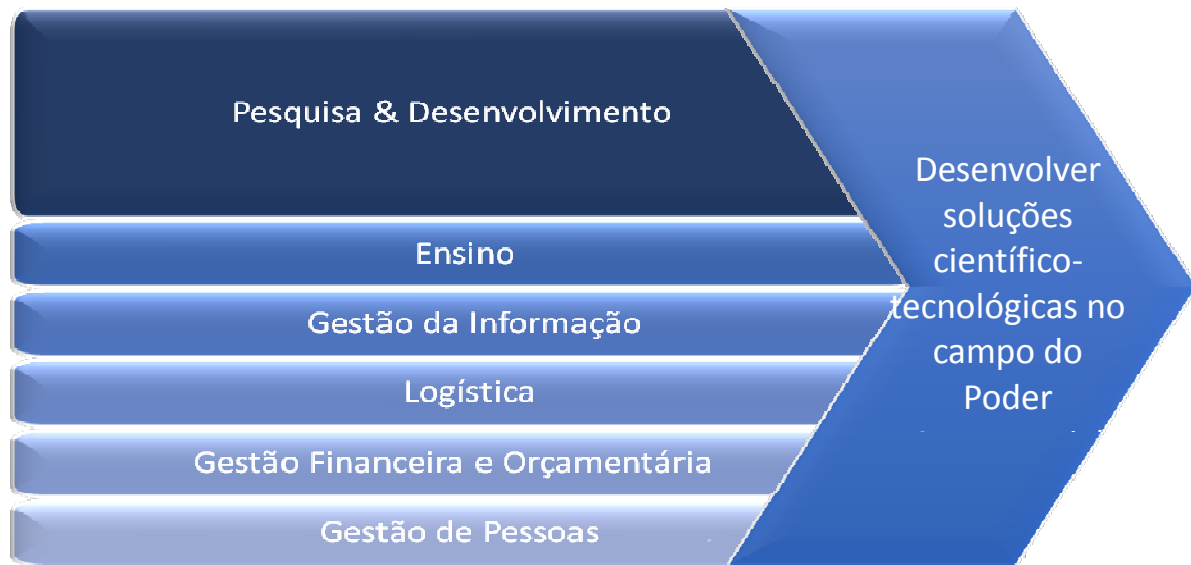 Pesquisa & Desenvolvimento
Ensino
Gestão da Informação
Logística
Gestão Financeira e Orçamentária
Gestão de Pessoas
Desenvolver
soluções
científico-
tecnológicas no
campo do
Poder